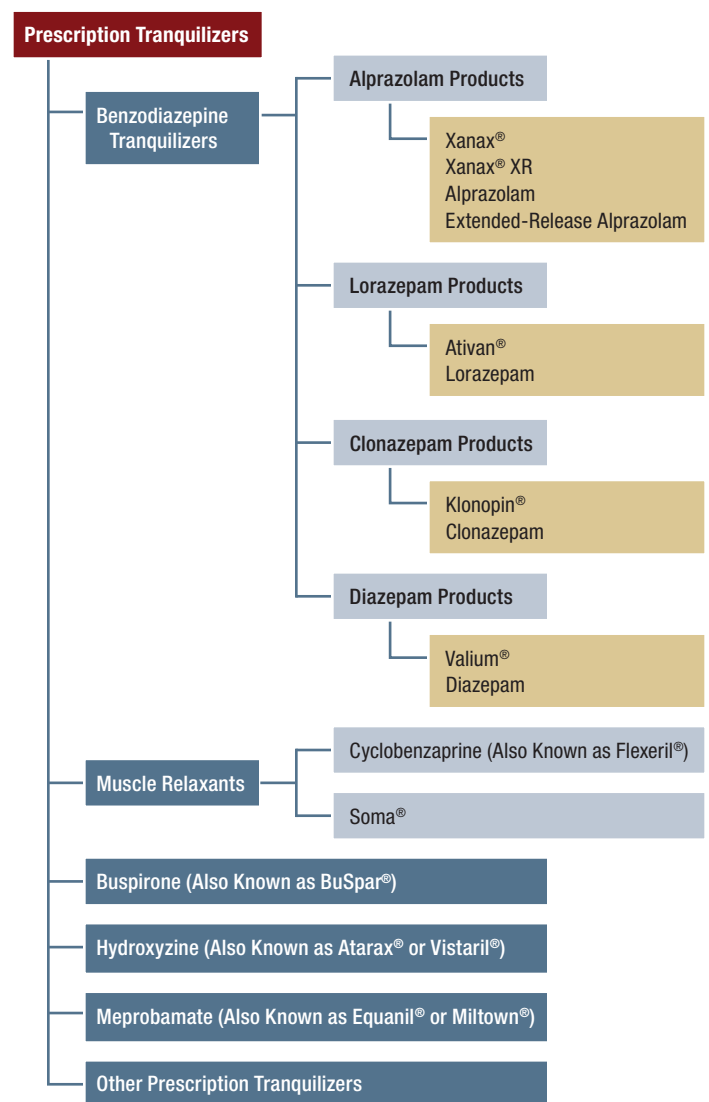 Prescription Tranquilizers
Benzodiazepine
Tranquilizers
Alprazolam Products
Xanax®
Xanax® XR
Alprazolam
Extended-Release Alprazolam
Lorazepam Products
Ativan®
Lorazepam
Clonazepam Products
Klonopin®
Clonazepam
Diazepam Products
Valium®
Diazepam
Muscle Relaxants
Cyclobenzaprine (Also Known as Flexeril®)
Soma®
Buspirone (Also Known as BuSpar®)
Hydroxyzine (Also Known as Atarax® or Vistaril®)
Meprobamate (Also Known as Equanil® or Miltown®)
Other Prescription Tranquilizers